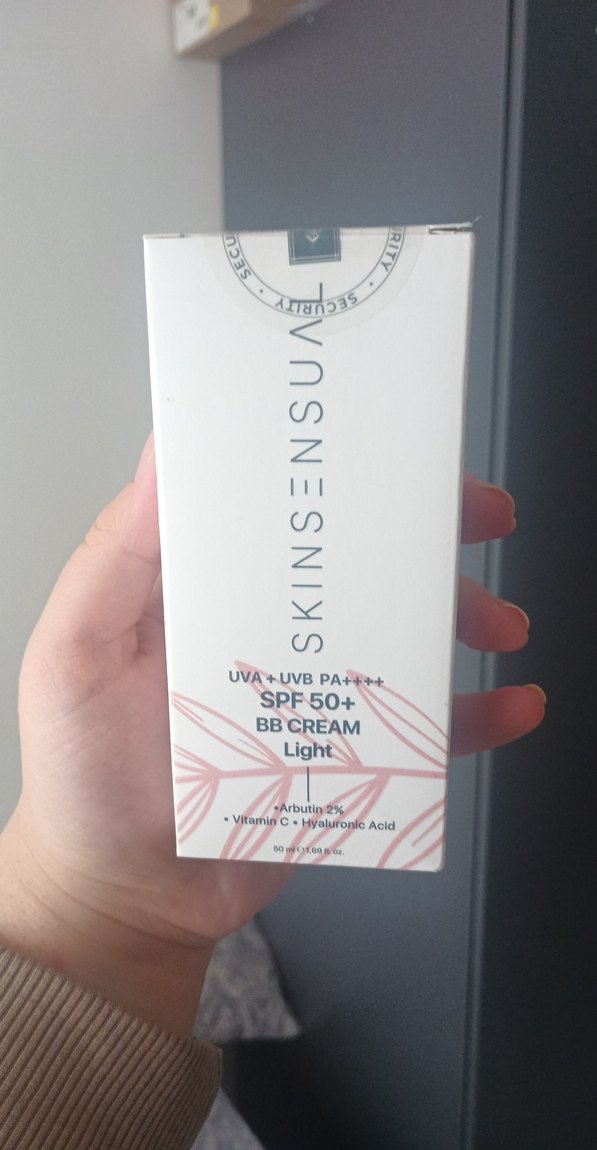 SECURITY
SKINSENSUAL
UVA + UVB PA++++
SPF 50+
BB CREAM
Light
•Arbutin 2%
• Vitamin C • Hyaluronic Acid
50 ml ℮ 1,69 fl. oz.